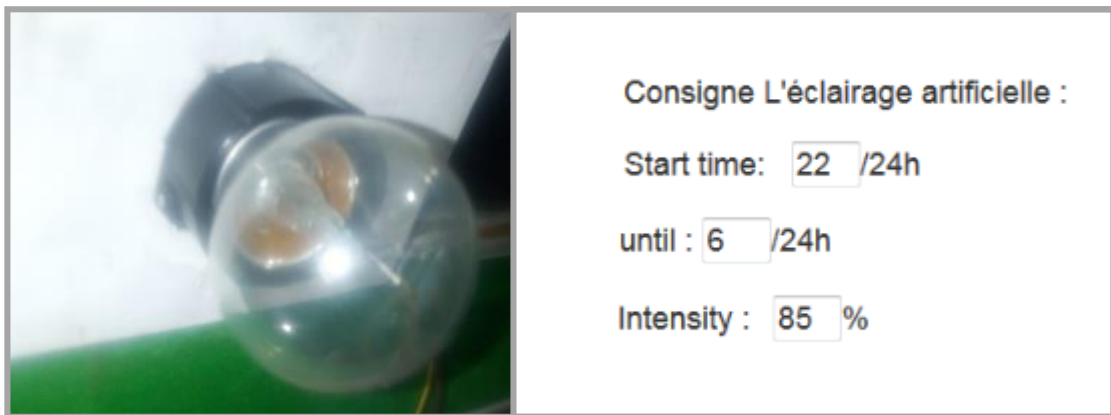 Consigne L'éclairage artificielle :
Start time: 22 /24h
until : 6 /24h
Intensity : 85 %